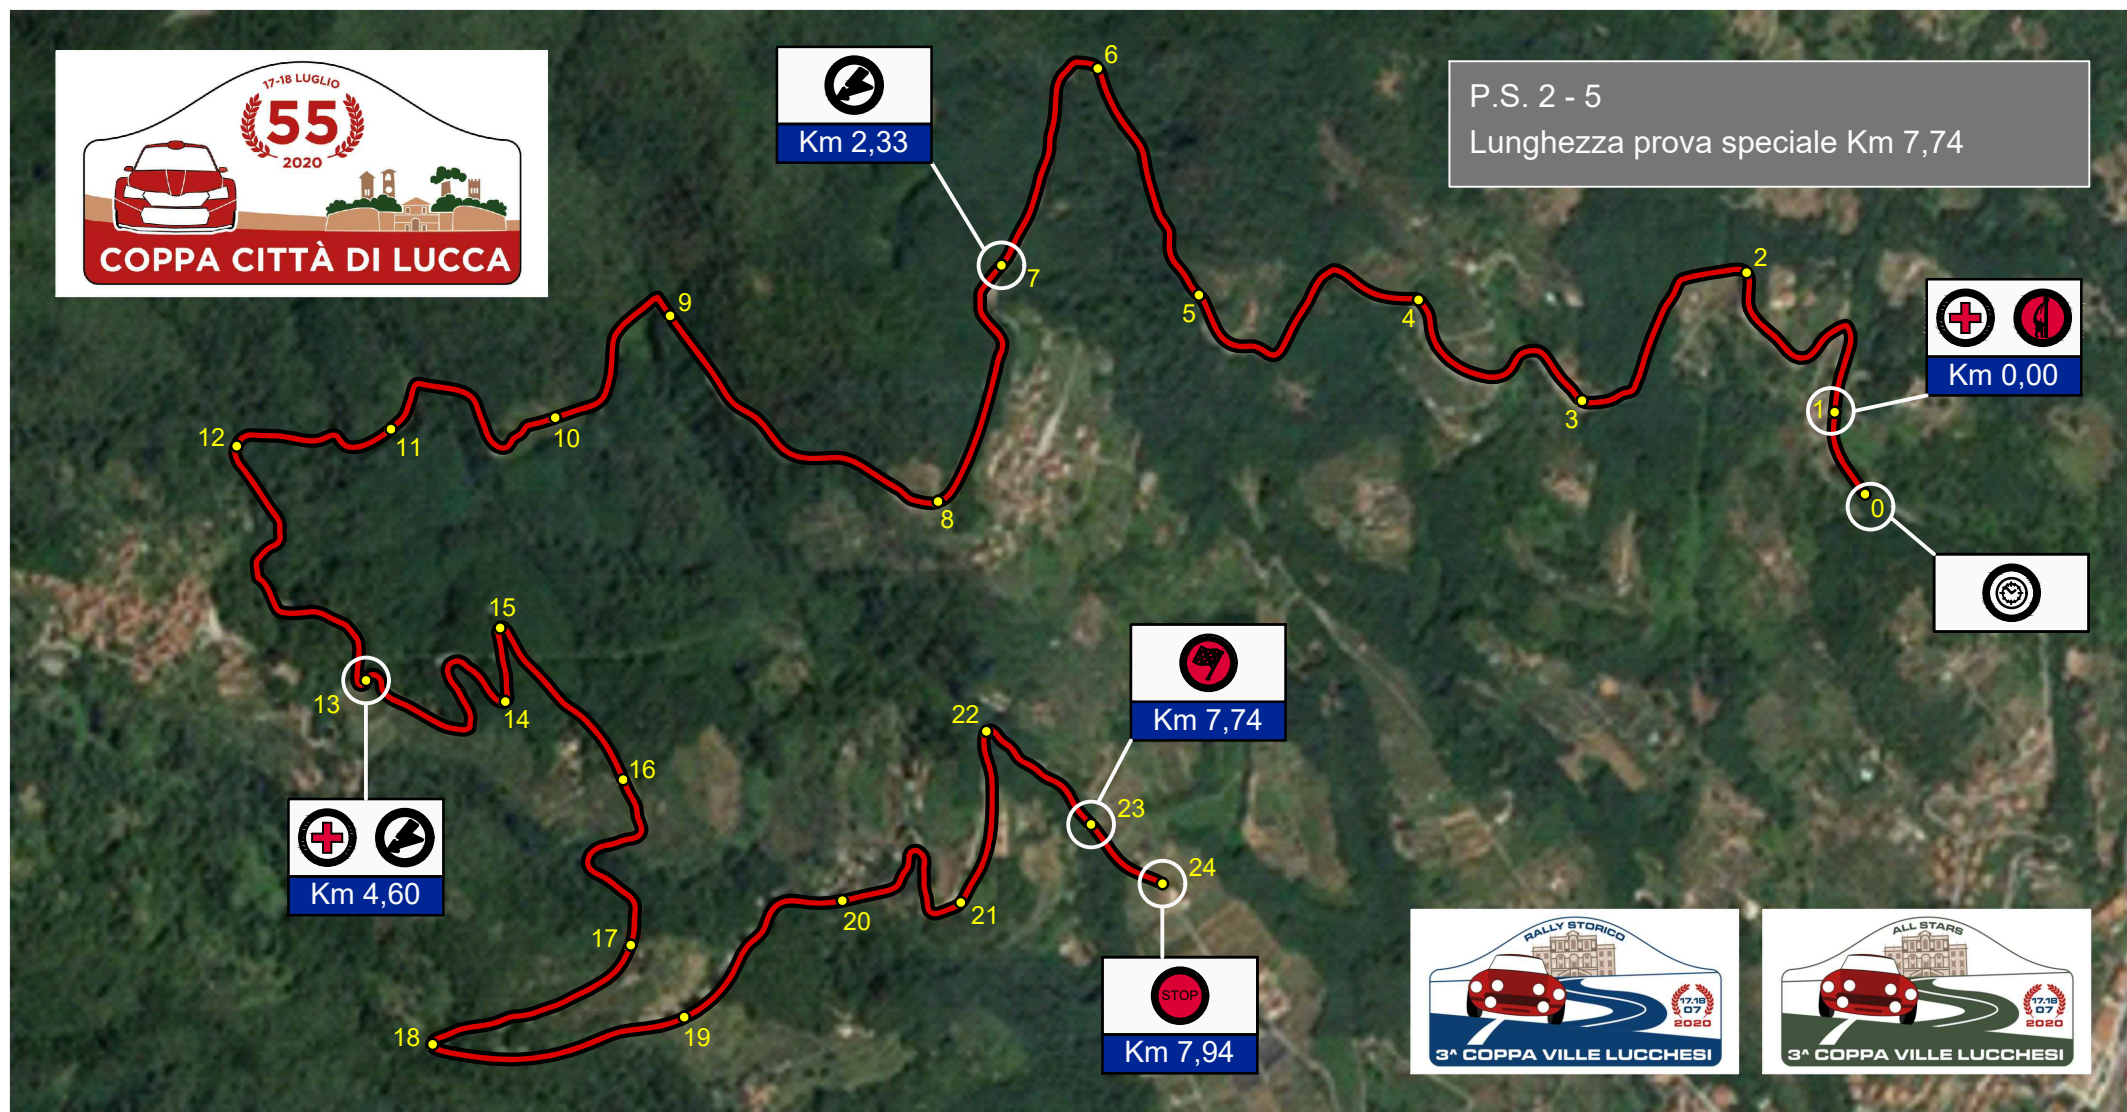 17-18 LUGLIO
55
2020
COPPA CITTÀ DI LUCCA
Km 2,33
P.S. 2 - 5
Lunghezza prova speciale Km 7,74
6
7
9
5
4
2
3
1
Km 0,00
0
12
11
10
8
15
13
14
16
Km 4,60
Km 7,74
22
23
24
17
20
21
18
19
STOP
Km 7,94
RALLY STORICO
17.18
07
2020
3^ COPPA VILLE LUCCHESI
ALL STARS
17.18
07
2020
3^ COPPA VILLE LUCCHESI